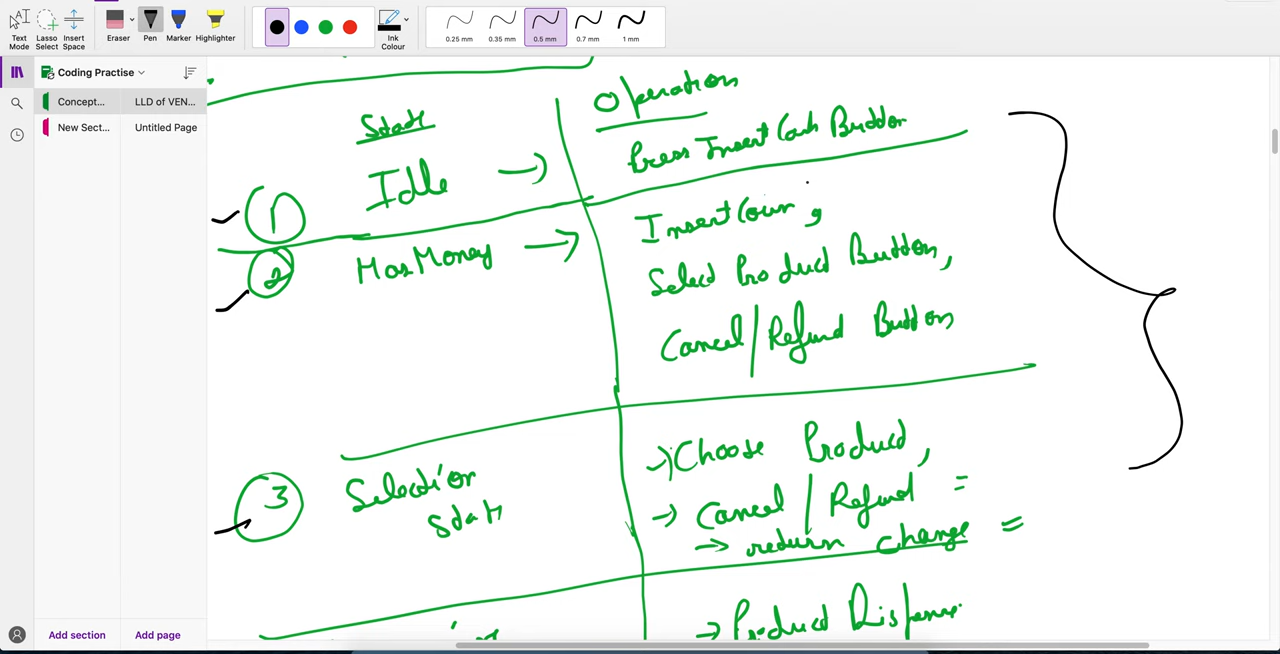 Text Mode
Lasso Select
Insert Space
Eraser
Pen
Marker
Highlighter
Ink Colour
0.25 mm
0.35 mm
0.5 mm
0.7 mm
1 mm
Coding Practise
Concept...
LLD of VEN...
New Sect...
Untitled Page
State
Operation
1
Idle →
Press Insert Cash Button
2
HasMoney →
Insert Coin,
Select Product Button,
Cancel/Refund Button
3
Selection
State
→ Choose Product,
→ Cancel / Refund =
→ return change =
→ Product Dispense
Add section
Add page